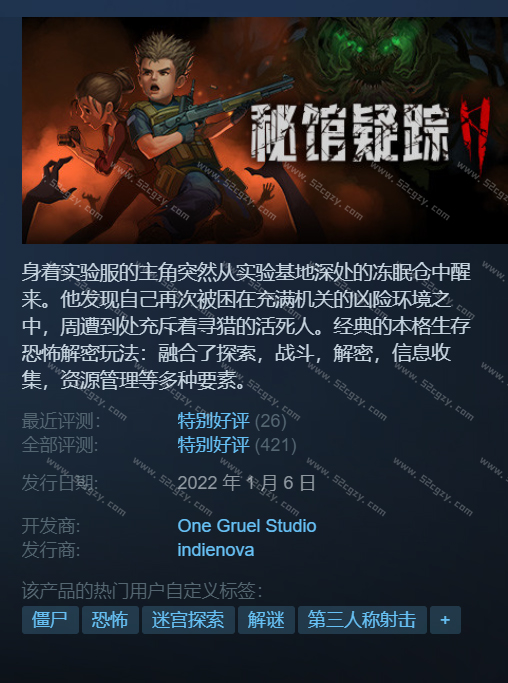 秘馆疑踪 II
身着实验服的主角突然从实验基地深处的冻眠仓中醒
来。他发现自己再次被困在充满机关的凶险环境之
中，周遭到处充斥着寻猎的活死人。经典的本格生存
恐怖解密玩法：融合了探索，战斗，解密，信息收
集，资源管理等多种要素。
最近评测： 特别好评 (26)
全部评测： 特别好评 (421)
发行日期： 2022 年 1 月 6 日
开发商： One Gruel Studio
发行商： indienova
该产品的热门用户自定义标签：
僵尸 恐怖 迷宫探索 解谜 第三人称射击 +
www.52cgzy.com